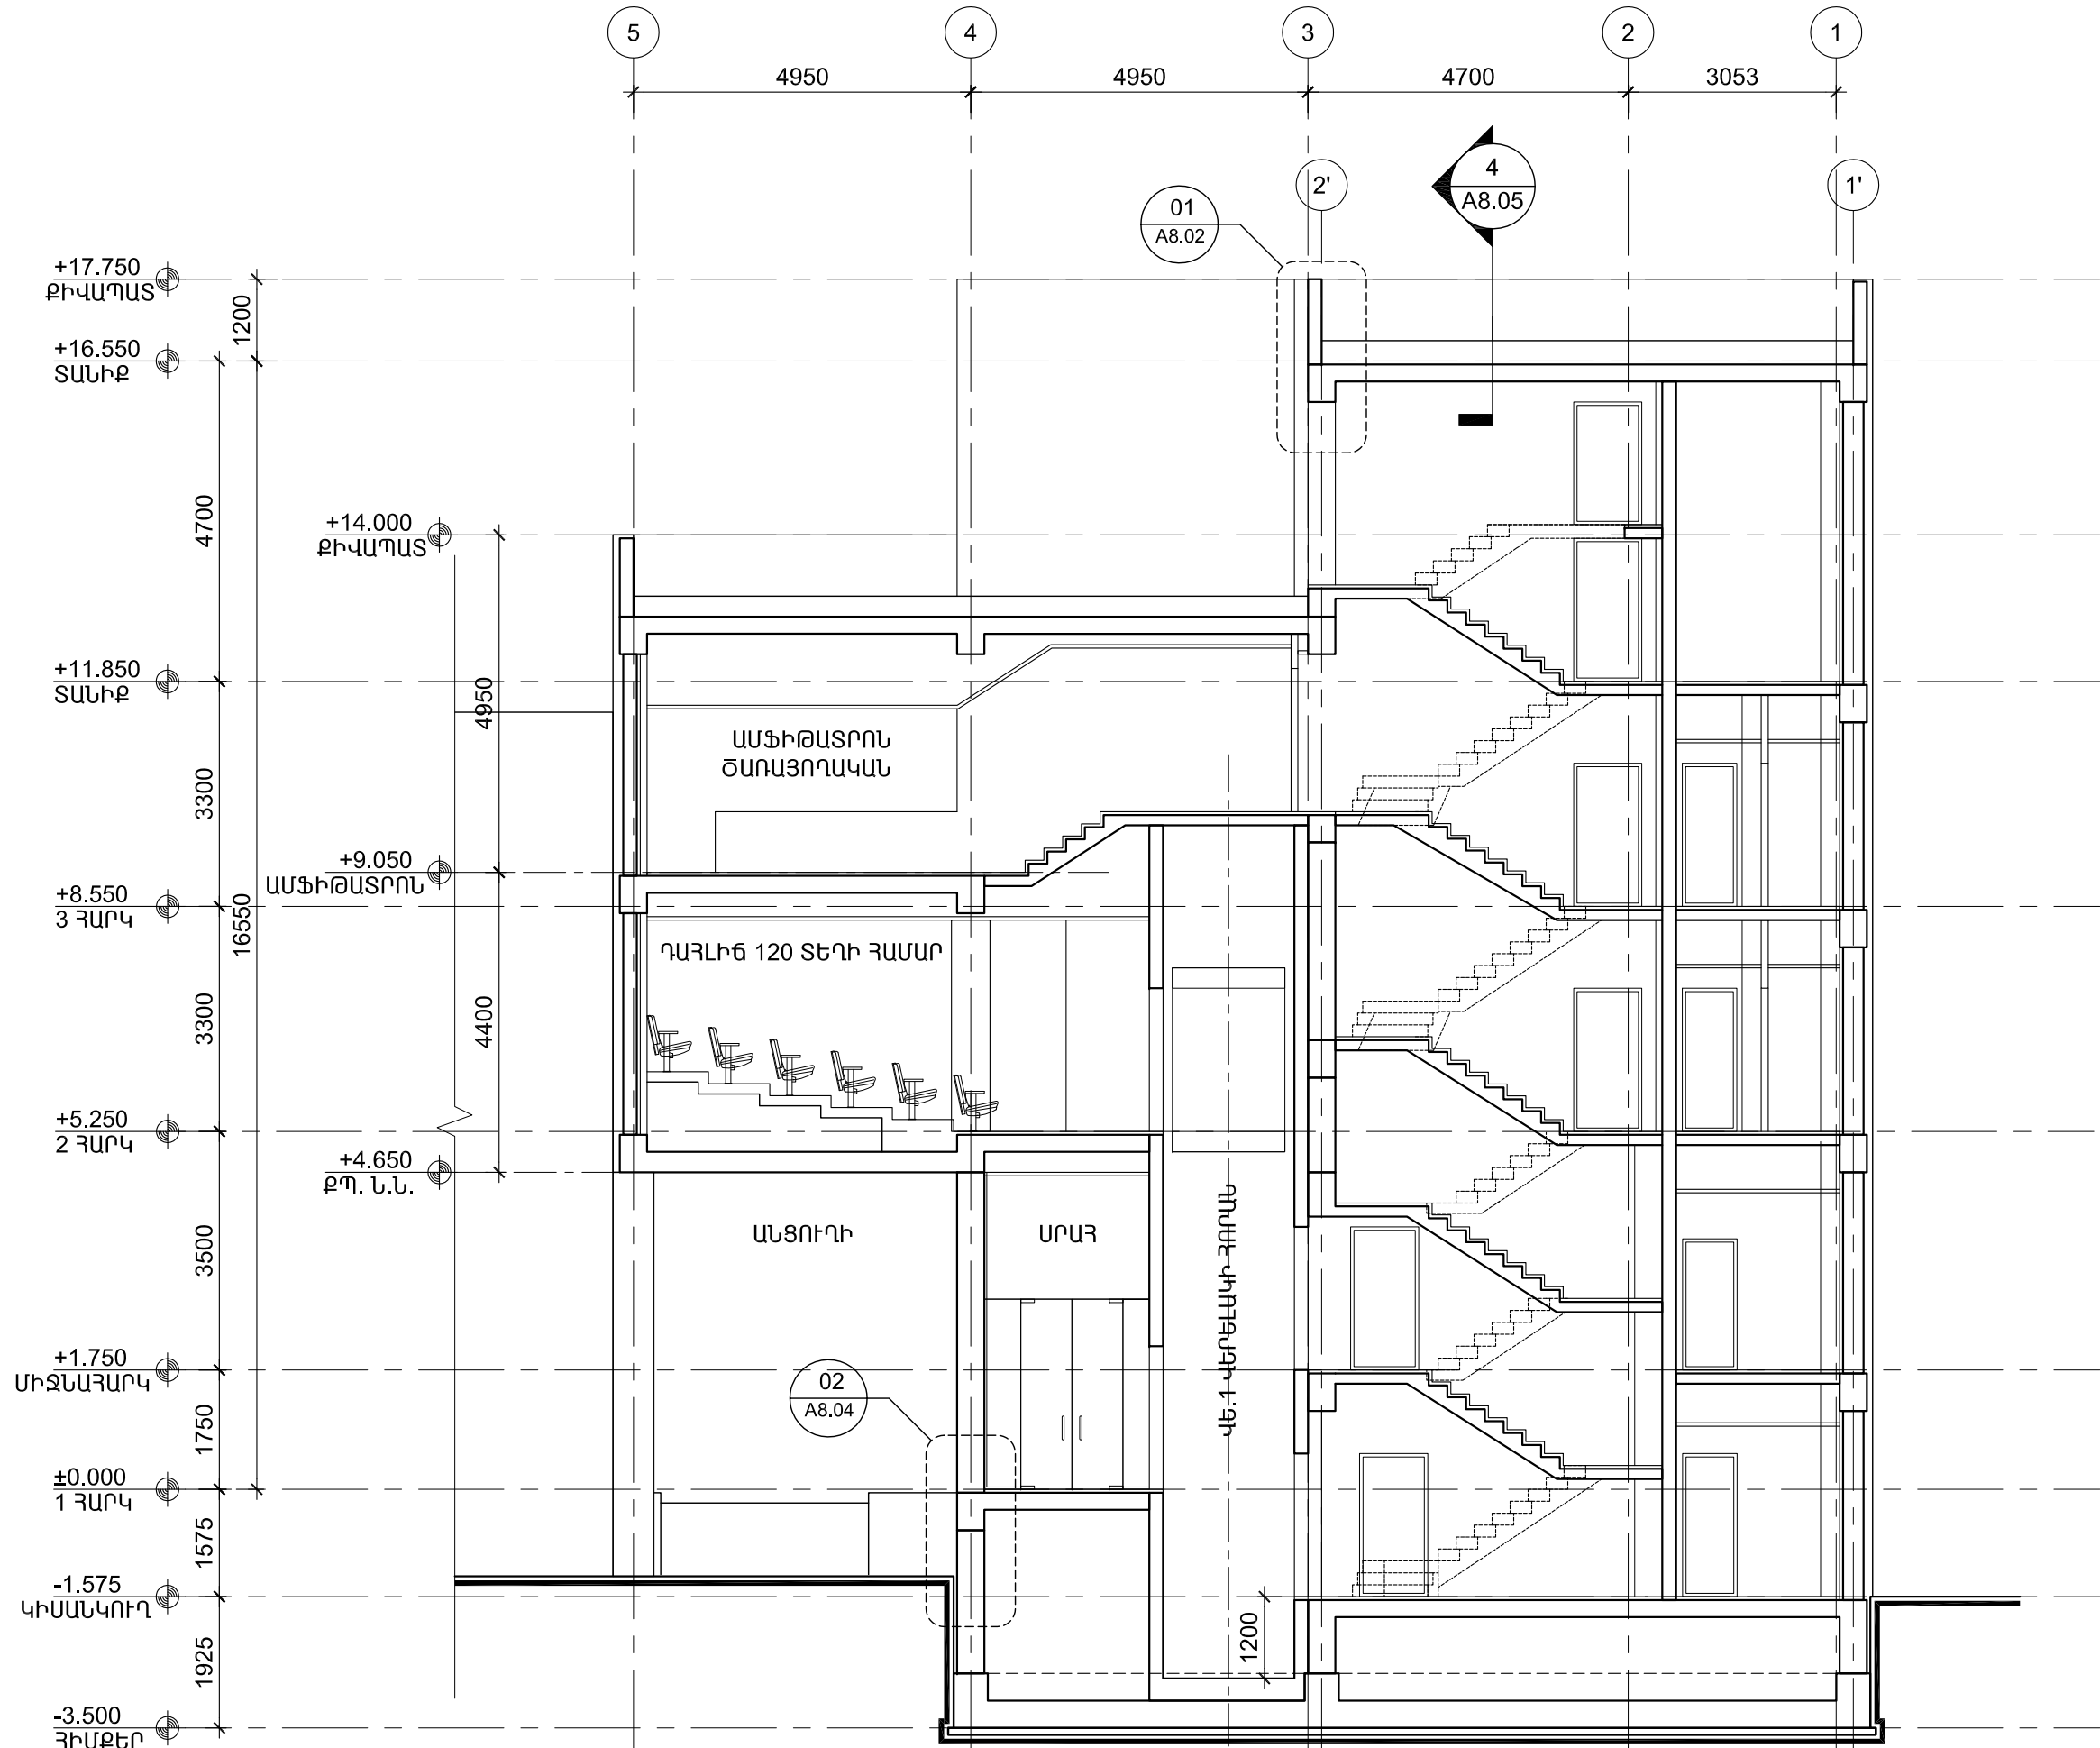 5
4
3
2
1
4950
4950
4700
3053
2'
1'
4
A8.05
01
A8.02
+17.750
ՔԻՎԱՊԱՏ
1200
+16.550
ՏԱՆԻՔ
4700
+14.000
ՔԻՎԱՊԱՏ
+11.850
ՏԱՆԻՔ
4950
ԱՄՖԻԹԱՏՐՈՆ
ԾԱՌԱՅՈՂԱԿԱՆ
3300
+9.050
ԱՄՖԻԹԱՏՐՈՆ
+8.550
3 ՀԱՐԿ
16550
ԴԱՀԼԻՃ 120 ՏԵՂԻ ՀԱՄԱՐ
3300
4400
+5.250
2 ՀԱՐԿ
+4.650
ՔՊ. Ն.Ն.
3500
ԱՆՑՈՒՂԻ
ՍՐԱՀ
ՎԵ.1 ՎԵՐԵԼԱԿԻ ՀՈՐԱՆ
+1.750
ՄԻՋՆԱՀԱՐԿ
02
A8.04
1750
±0.000
1 ՀԱՐԿ
1575
-1.575
ԿԻՍԱՆԿՈՒՂ
1200
1925
-3.500
ՀԻՄՔԵՐ